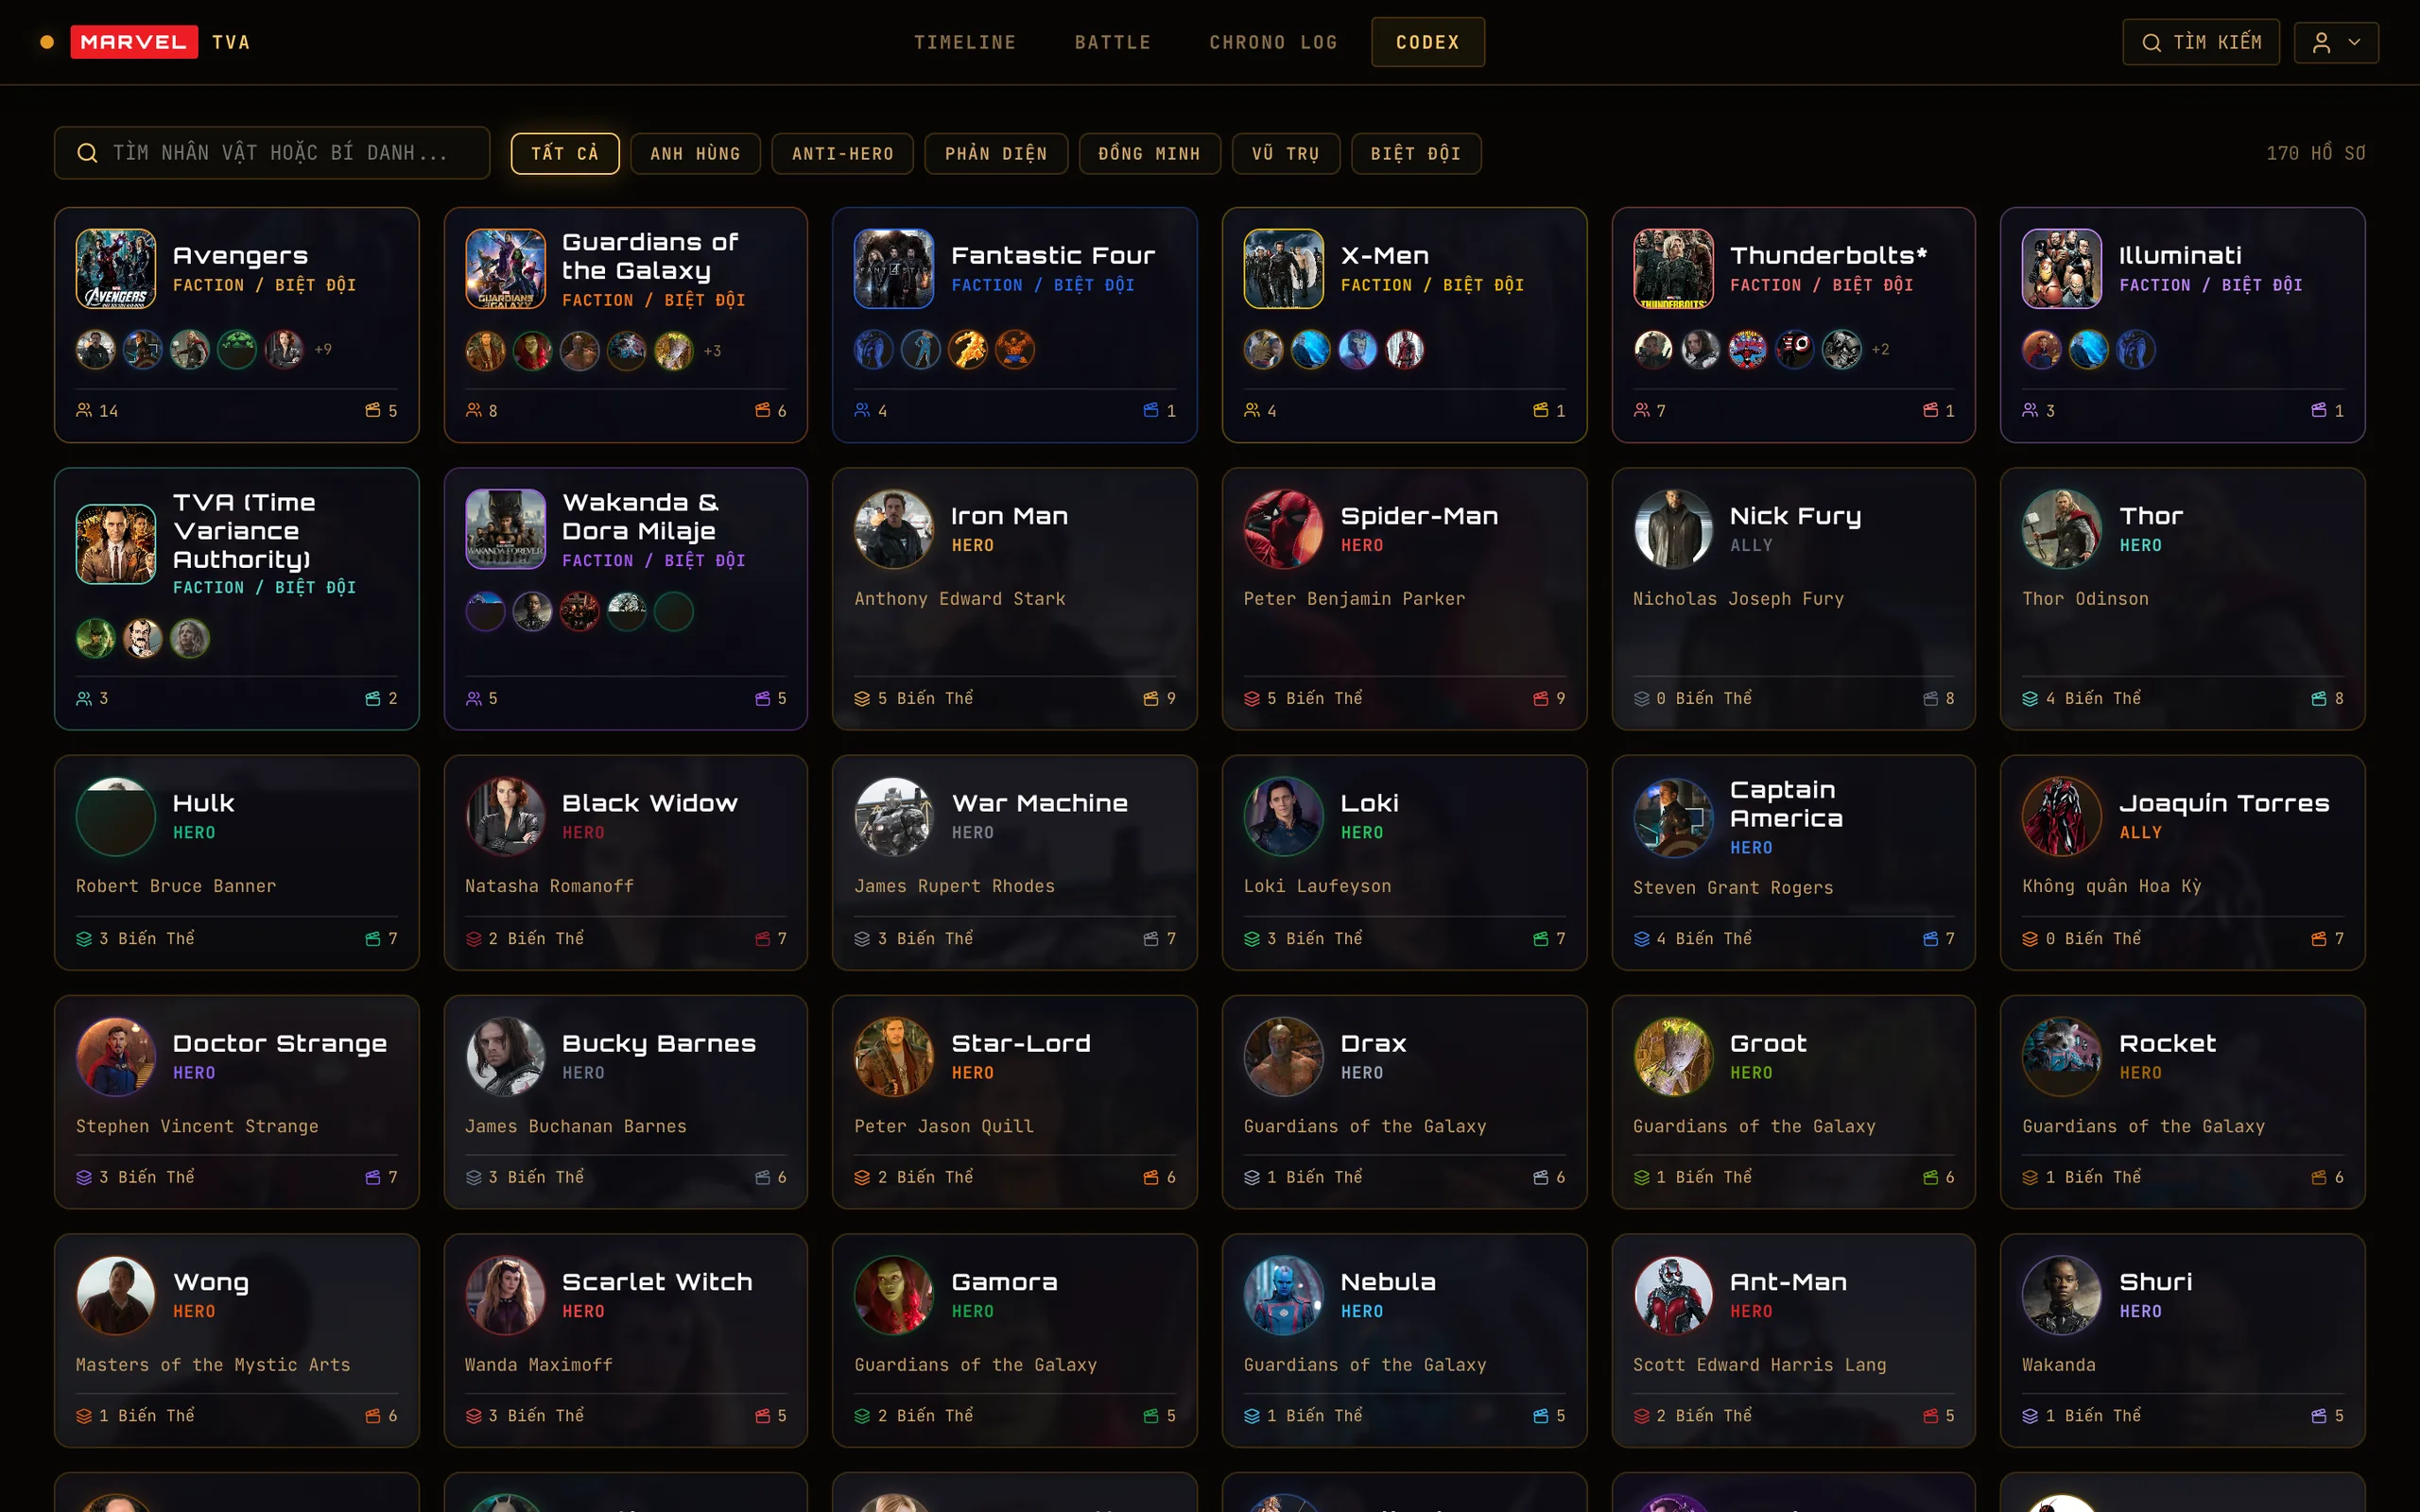 MARVEL TVA
TIMELINE BATTLE CHRONO LOG CODEX
TÌM KIẾM
TÌM NHÂN VẬT HOẶC BÍ DANH...
TẤT CẢ ANH HÙNG ANTI-HERO PHẢN DIỆN ĐỒNG MINH VŨ TRỤ BIỆT ĐỘI
170 HỒ SƠ
Avengers
FACTION / BIỆT ĐỘI
+9
14 5
Guardians of
the Galaxy
FACTION / BIỆT ĐỘI
+3
8 6
Fantastic Four
FACTION / BIỆT ĐỘI
4 1
X-Men
FACTION / BIỆT ĐỘI
4 1
Thunderbolts*
FACTION / BIỆT ĐỘI
+2
7 1
Illuminati
FACTION / BIỆT ĐỘI
3 1
TVA (Time
Variance
Authority)
FACTION / BIỆT ĐỘI
3 2
Wakanda &
Dora Milaje
FACTION / BIỆT ĐỘI
5 5
Iron Man
HERO
Anthony Edward Stark
5 Biến Thể 9
Spider-Man
HERO
Peter Benjamin Parker
5 Biến Thể 9
Nick Fury
ALLY
Nicholas Joseph Fury
0 Biến Thể 8
Thor
HERO
Thor Odinson
4 Biến Thể 8
Hulk
HERO
Robert Bruce Banner
3 Biến Thể 7
Black Widow
HERO
Natasha Romanoff
2 Biến Thể 7
War Machine
HERO
James Rupert Rhodes
3 Biến Thể 7
Loki
HERO
Loki Laufeyson
3 Biến Thể 7
Captain
America
HERO
Steven Grant Rogers
4 Biến Thể 7
Joaquín Torres
ALLY
Không quân Hoa Kỳ
0 Biến Thể 7
Doctor Strange
HERO
Stephen Vincent Strange
3 Biến Thể 7
Bucky Barnes
HERO
James Buchanan Barnes
3 Biến Thể 6
Star-Lord
HERO
Peter Jason Quill
2 Biến Thể 6
Drax
HERO
Guardians of the Galaxy
1 Biến Thể 6
Groot
HERO
Guardians of the Galaxy
1 Biến Thể 6
Rocket
HERO
Guardians of the Galaxy
1 Biến Thể 6
Wong
HERO
Masters of the Mystic Arts
1 Biến Thể 6
Scarlet Witch
HERO
Wanda Maximoff
3 Biến Thể 5
Gamora
HERO
Guardians of the Galaxy
2 Biến Thể 5
Nebula
HERO
Guardians of the Galaxy
1 Biến Thể 5
Ant-Man
HERO
Scott Edward Harris Lang
2 Biến Thể 5
Shuri
HERO
Wakanda
1 Biến Thể 5